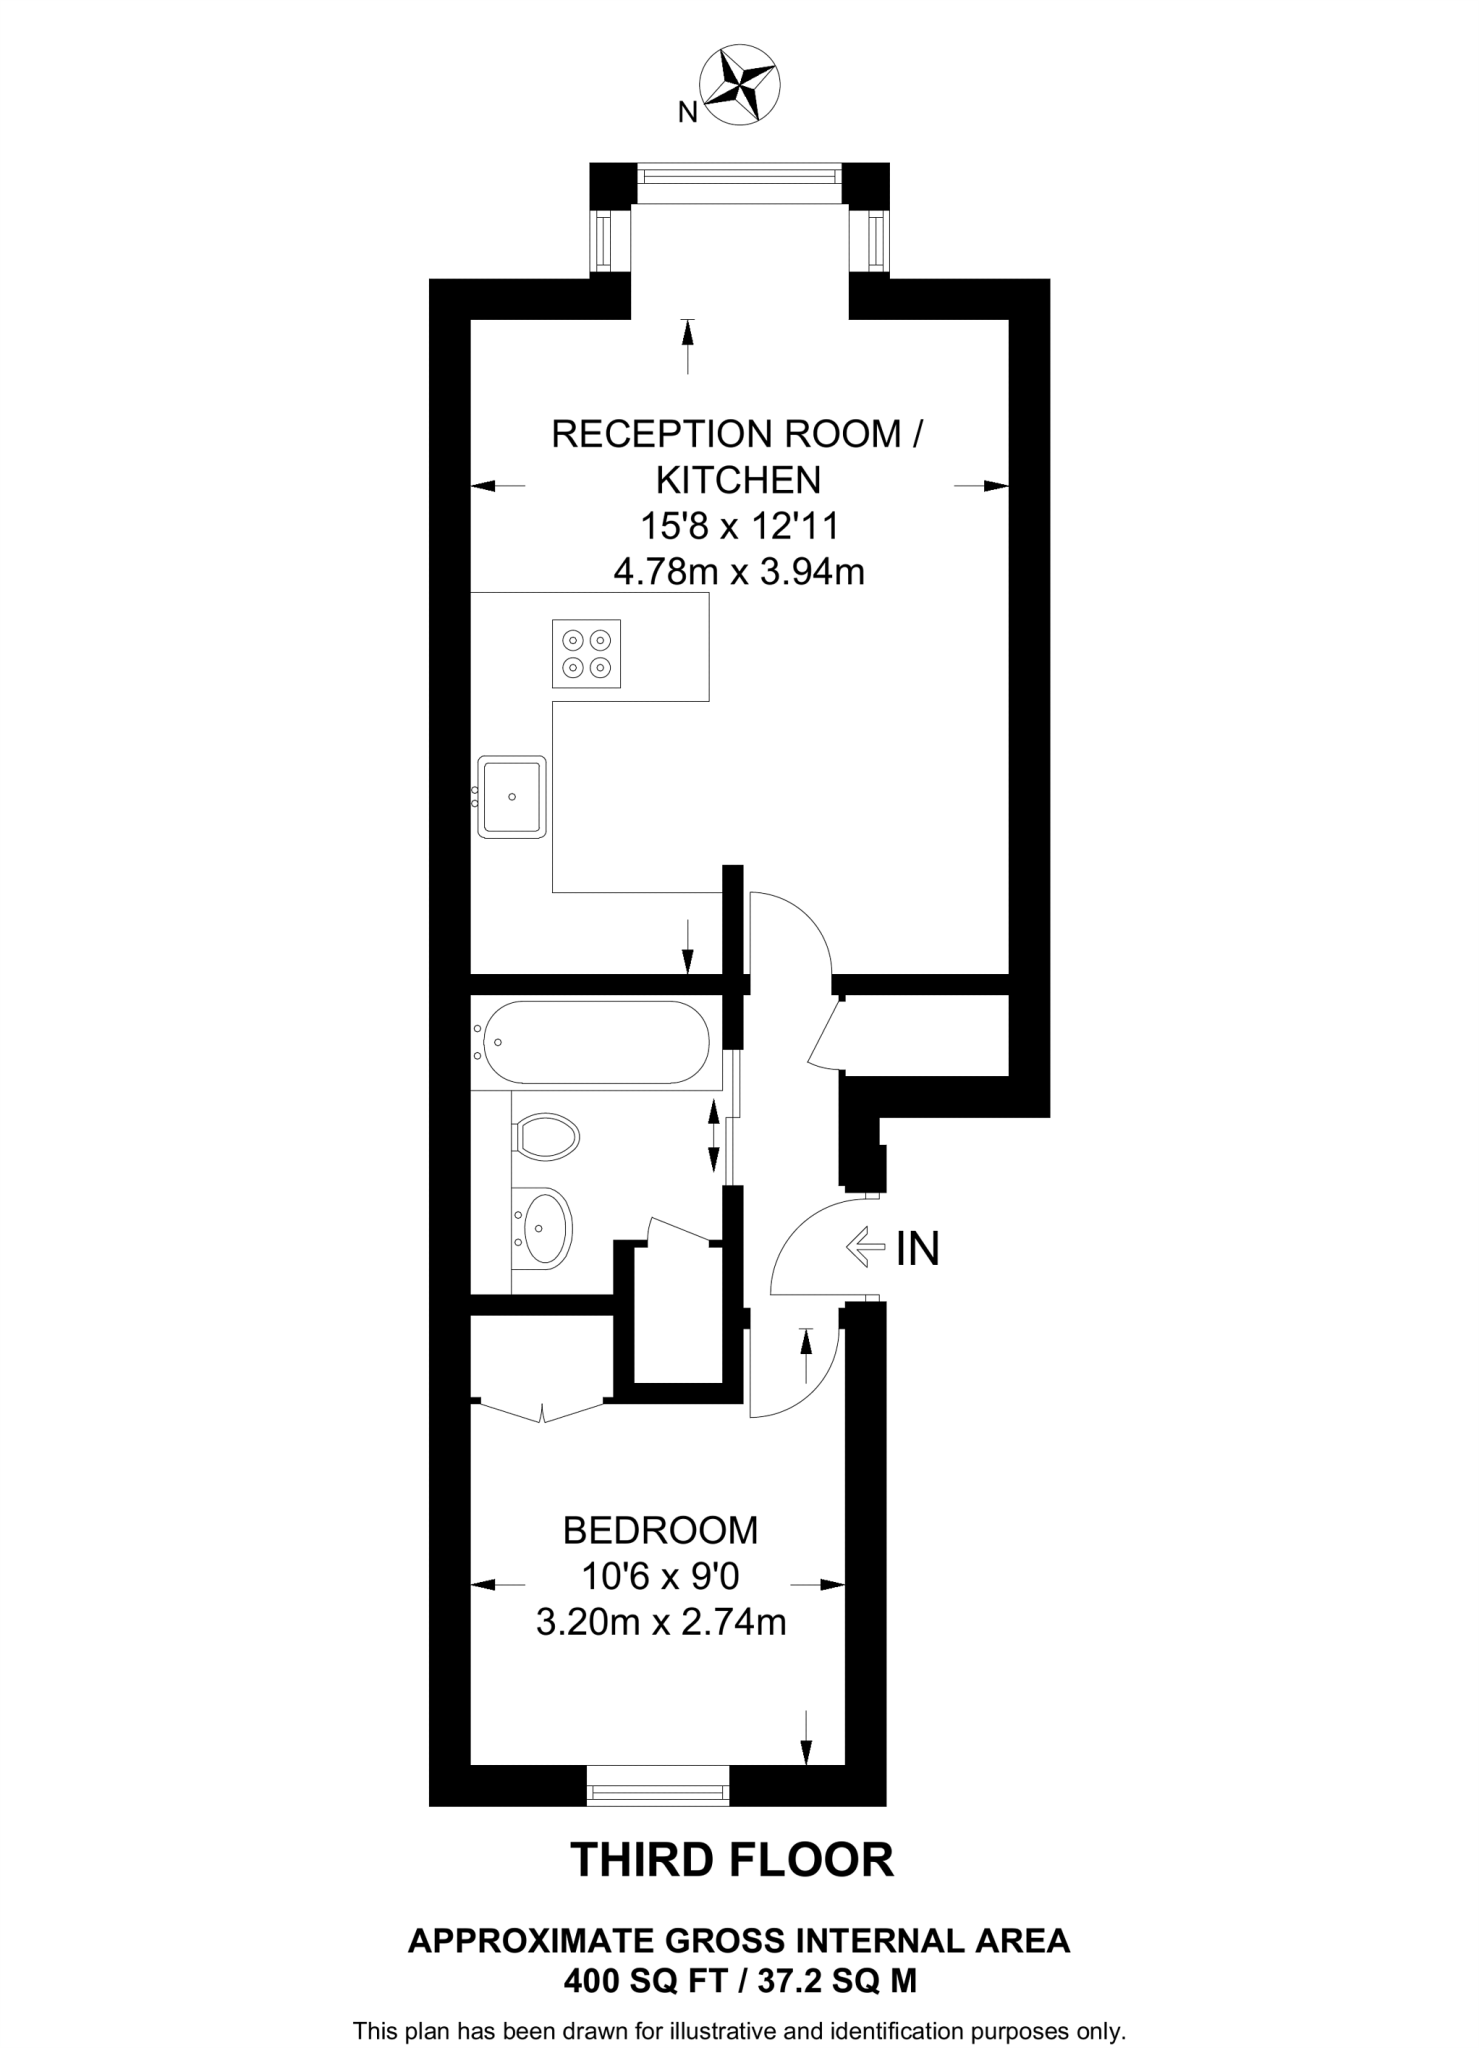 N
RECEPTION ROOM /
KITCHEN
15'8 x 12'11
4.78m x 3.94m
IN
BEDROOM
10'6 x 9'0
3.20m x 2.74m
THIRD FLOOR
APPROXIMATE GROSS INTERNAL AREA
400 SQ FT / 37.2 SQ M
This plan has been drawn for illustrative and identification purposes only.